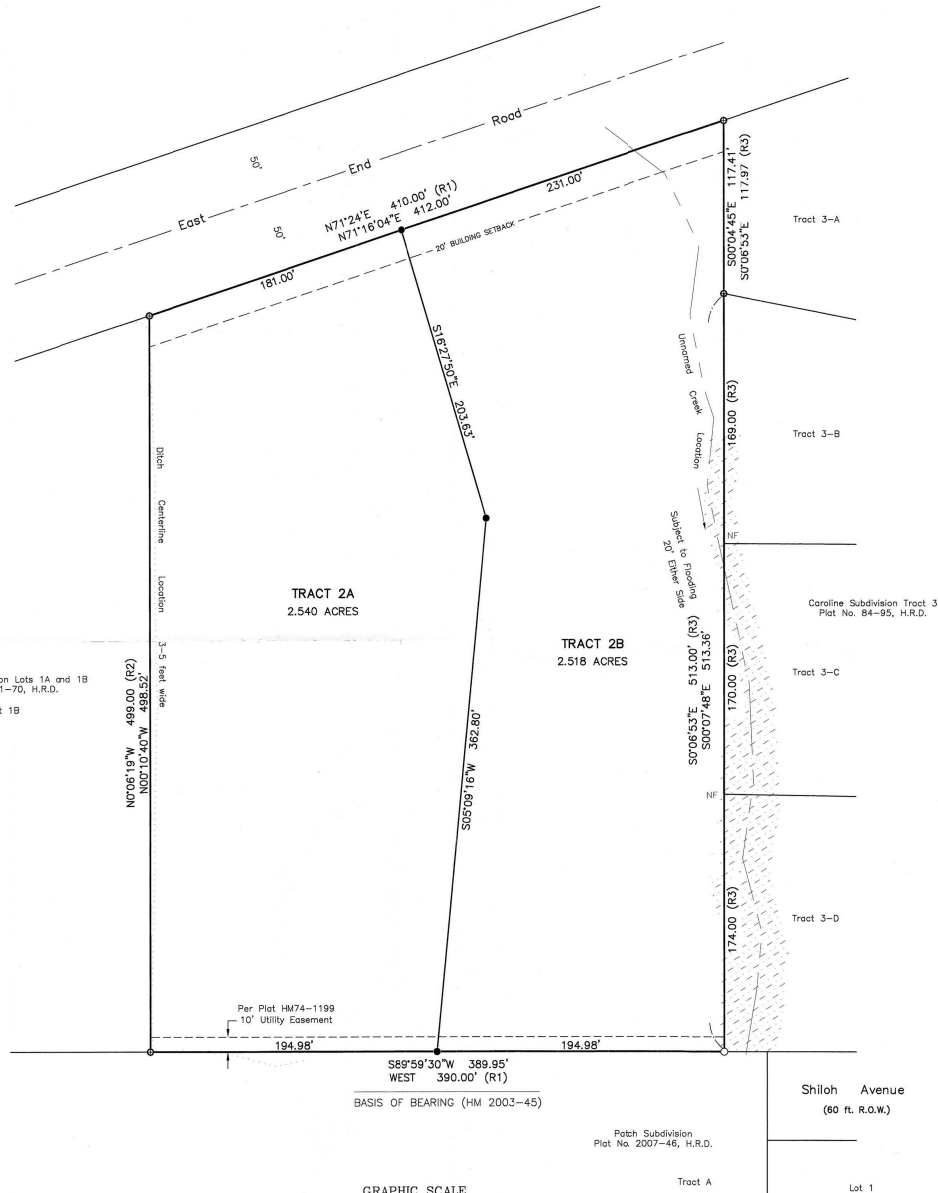 50'
East End Road
50'
N71°24'E 410.00' (R1)
N71°16'04"E 412.00'
231.00'
181.00'
20' BUILDING SETBACK
S00°04'45"E 117.41'
S0°06'53"E 117.97 (R3)
Tract 3-A
S16°27'50"E 203.63'
Unnamed Creek Location
169.00 (R3)
Tract 3-B
Ditch Centerline Location 3-5 feet wide
Subject to Flooding
20' Either Side
NF
TRACT 2A
2.540 ACRES
TRACT 2B
2.518 ACRES
Caroline Subdivision Tract 3
Plat No. 84-95, H.R.D.
on Lots 1A and 1B
1-70, H.R.D.
1B
N0°06'19"W 499.00 (R2)
N00°10'40"W 498.52'
S05°09'16"W 362.80'
S0°06'53"E 513.00' (R3)
S00°07'48"E 513.36'
170.00 (R3)
Tract 3-C
NF
174.00 (R3)
Tract 3-D
Per Plat HM74-1199
10' Utility Easement
194.98'
194.98'
S89°59'30"W 389.95'
WEST 390.00' (R1)
BASIS OF BEARING (HM 2003-45)
Shiloh Avenue
(60 ft. R.O.W.)
Patch Subdivision
Plat No. 2007-46, H.R.D.
Tract A
Lot 1
GRAPHIC SCALE